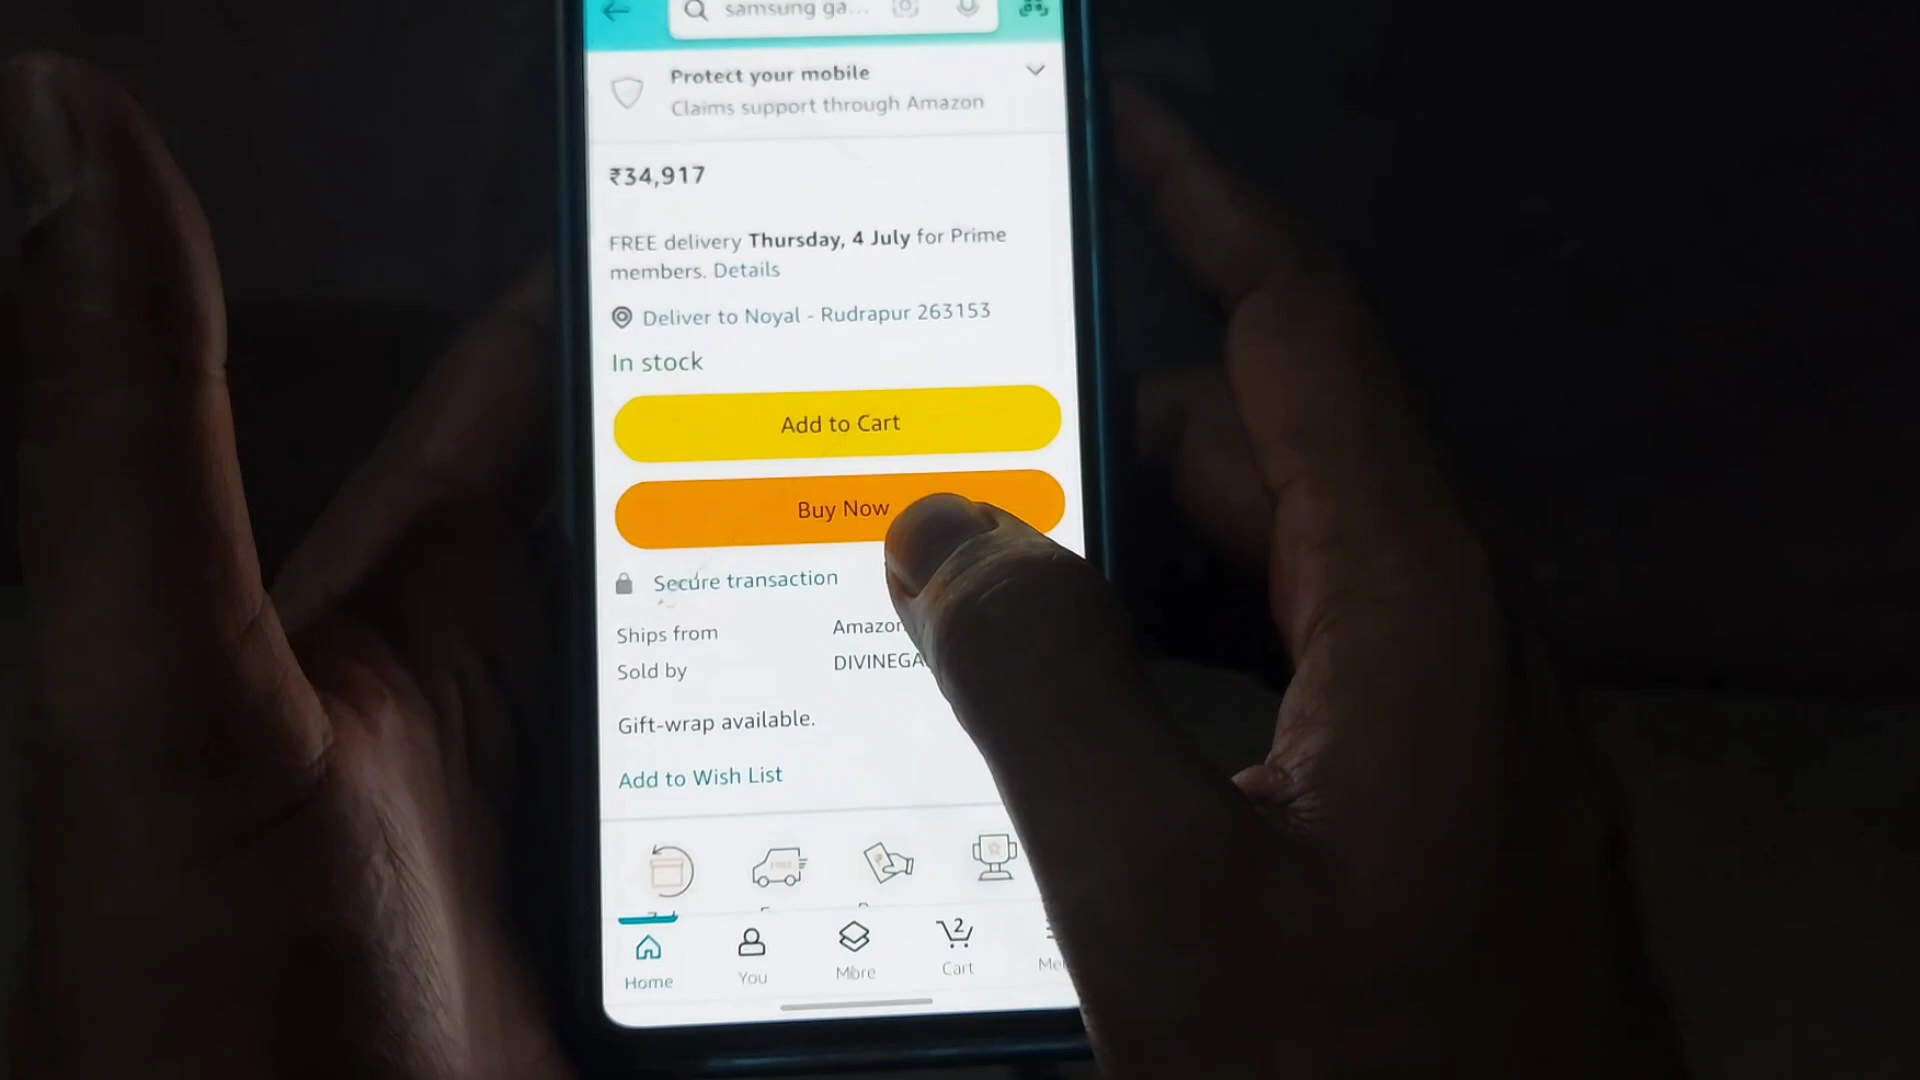 samsung ga...
Protect your mobile
Claims support through Amazon
₹34,917
FREE delivery Thursday, 4 July for Prime
members. Details
Deliver to Noyal - Rudrapur 263153
In stock
Add to Cart
Buy Now
Secure transaction
Ships from Amazon
Sold by
Gift-wrap available.
Add to Wish List
FREE
2
Home You More Cart